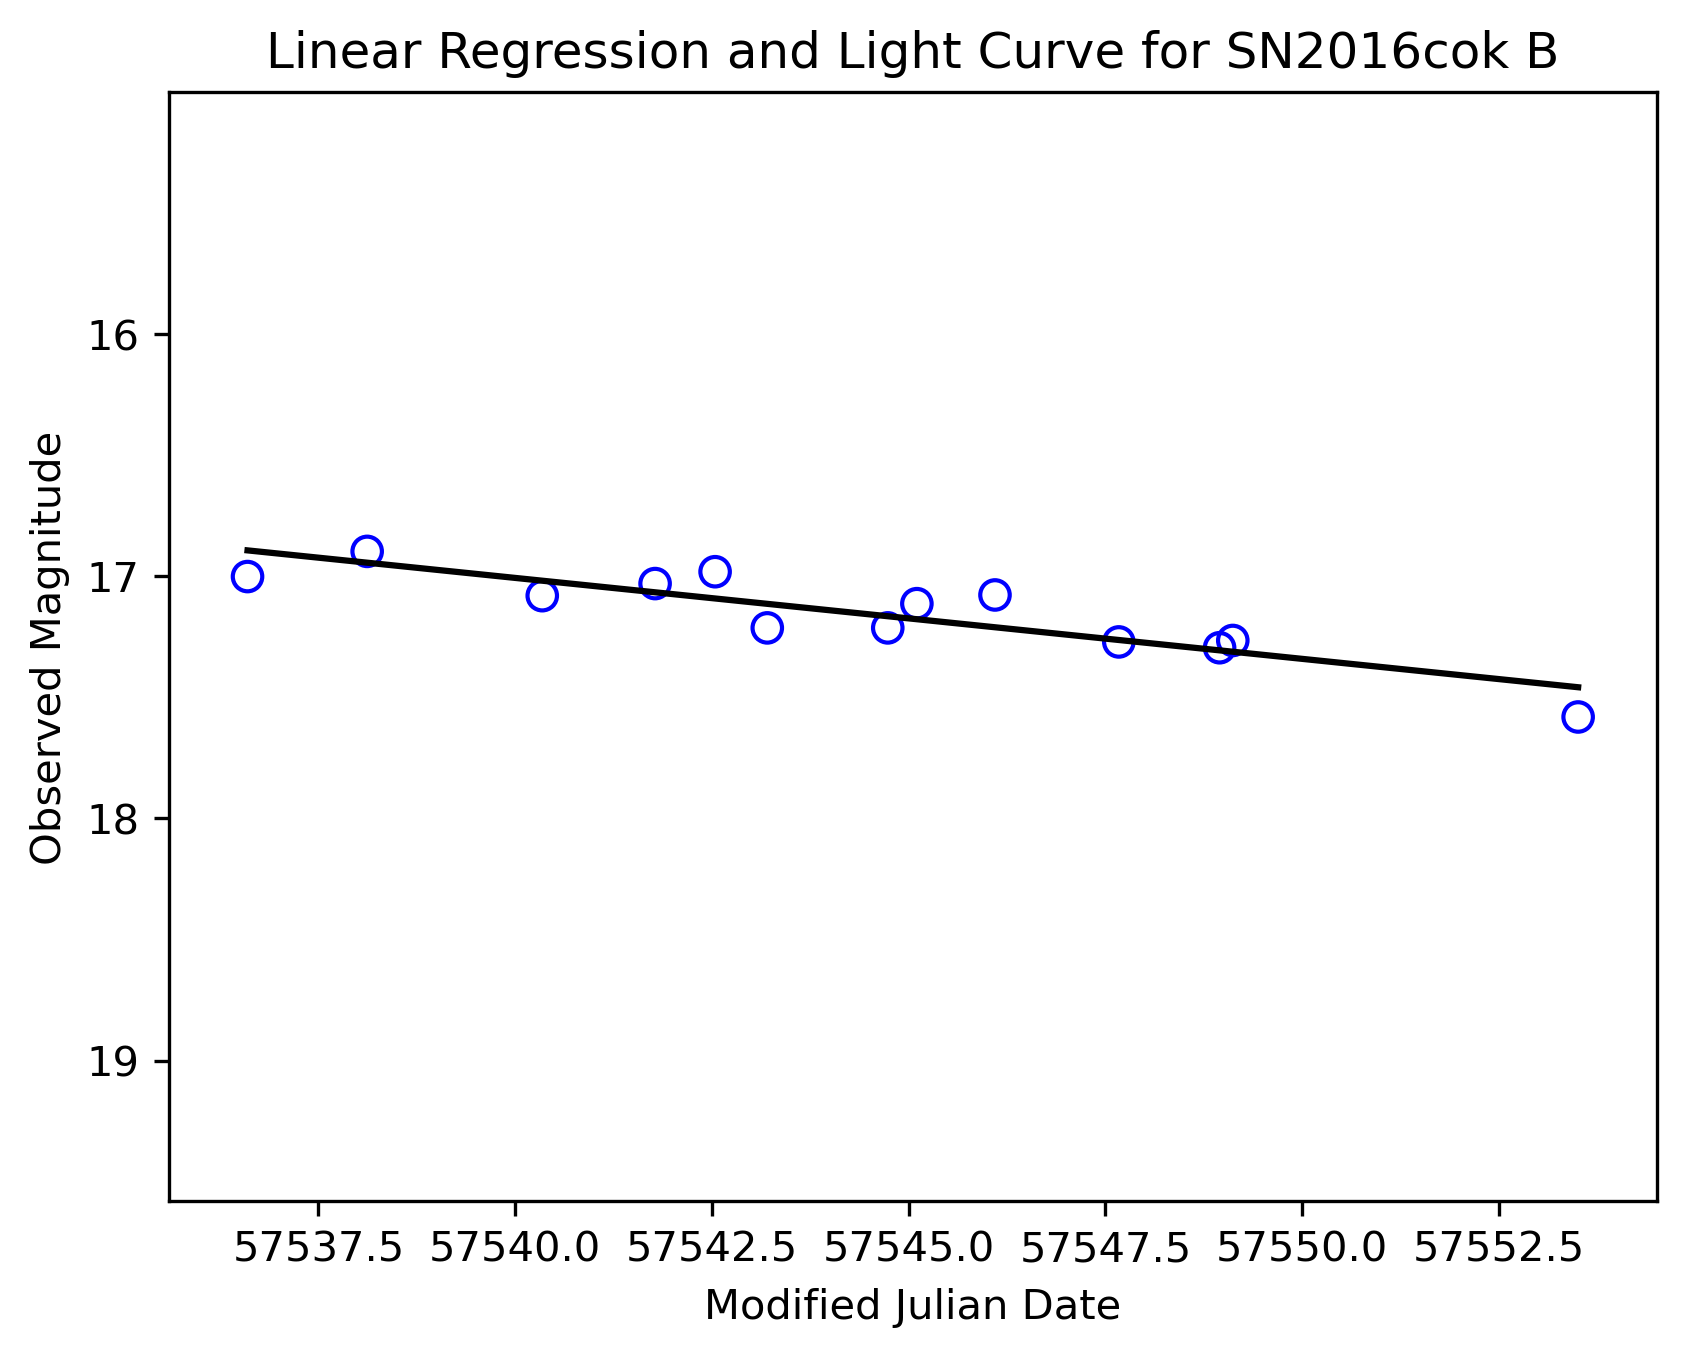 Linear Regression and Light Curve for SN2016cok B
Observed Magnitude
16
17
18
19
57537.5 57540.0 57542.5 57545.0 57547.5 57550.0 57552.5
Modified Julian Date